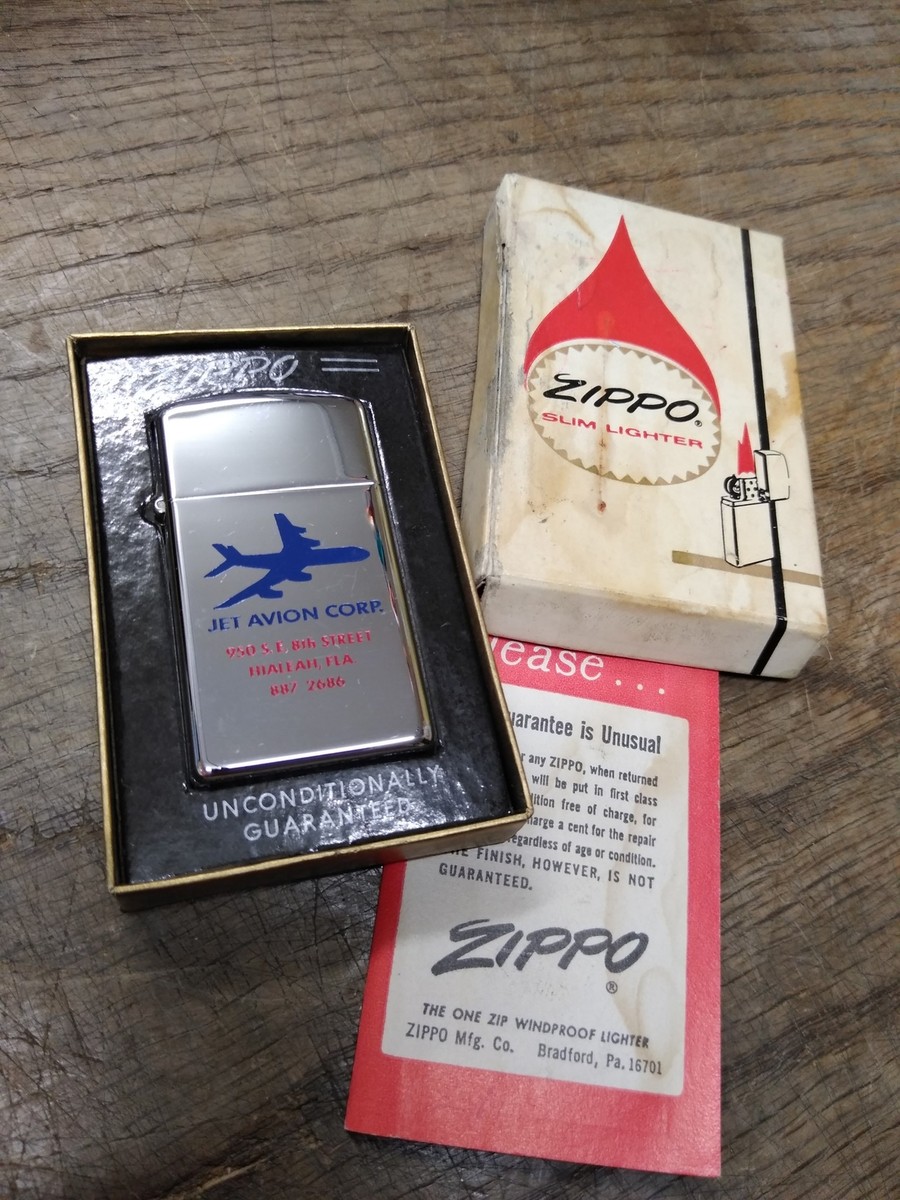 ZIPPO
JET AVION CORP.
950 S. E. 8th STREET
HIALEAH, FLA
887-2686
UNCONDITIONALLY
GUARANTEED
ZIPPO®
SLIM LIGHTER
lease...
uarantee is Unusual
r any ZIPPO, when returned
will be put in first class
ition free of charge, for
harge a cent for the repair
regardless of age or condition.
HE FINISH, HOWEVER, IS NOT
GUARANTEED.
ZIPPO
®
THE ONE ZIP WINDPROOF LIGHTER
ZIPPO Mfg. Co. Bradford, Pa. 16701